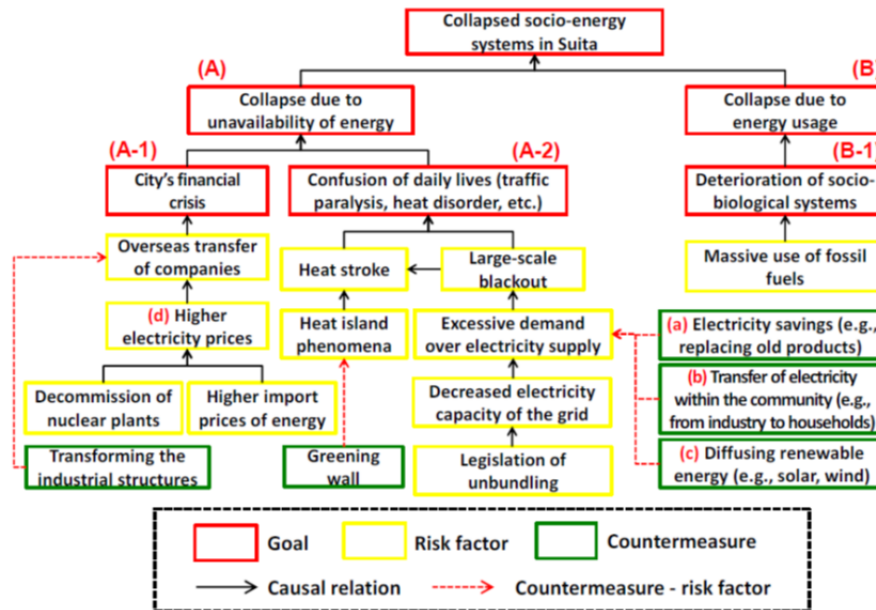 Collapsed socio-energy
systems in Suita
(A)
(B)
Collapse due to
unavailability of energy
Collapse due to
energy usage
(A-1)
(A-2)
(B-1)
City's financial
crisis
Confusion of daily lives (traffic
paralysis, heat disorder, etc.)
Deterioration of socio-
biological systems
Overseas transfer
of companies
Heat stroke
Large-scale
blackout
Massive use of fossil
fuels
(d) Higher
electricity prices
Heat island
phenomena
Excessive demand
over electricity supply
(a) Electricity savings (e.g.,
replacing old products)
Decommission of
nuclear plants
Higher import
prices of energy
Decreased electricity
capacity of the grid
(b) Transfer of electricity
within the community (e.g.,
from industry to households)
Transforming the
industrial structures
Greening
wall
Legislation of
unbundling
(c) Diffusing renewable
energy (e.g., solar, wind)
Goal
Risk factor
Countermeasure
Causal relation
Countermeasure - risk factor